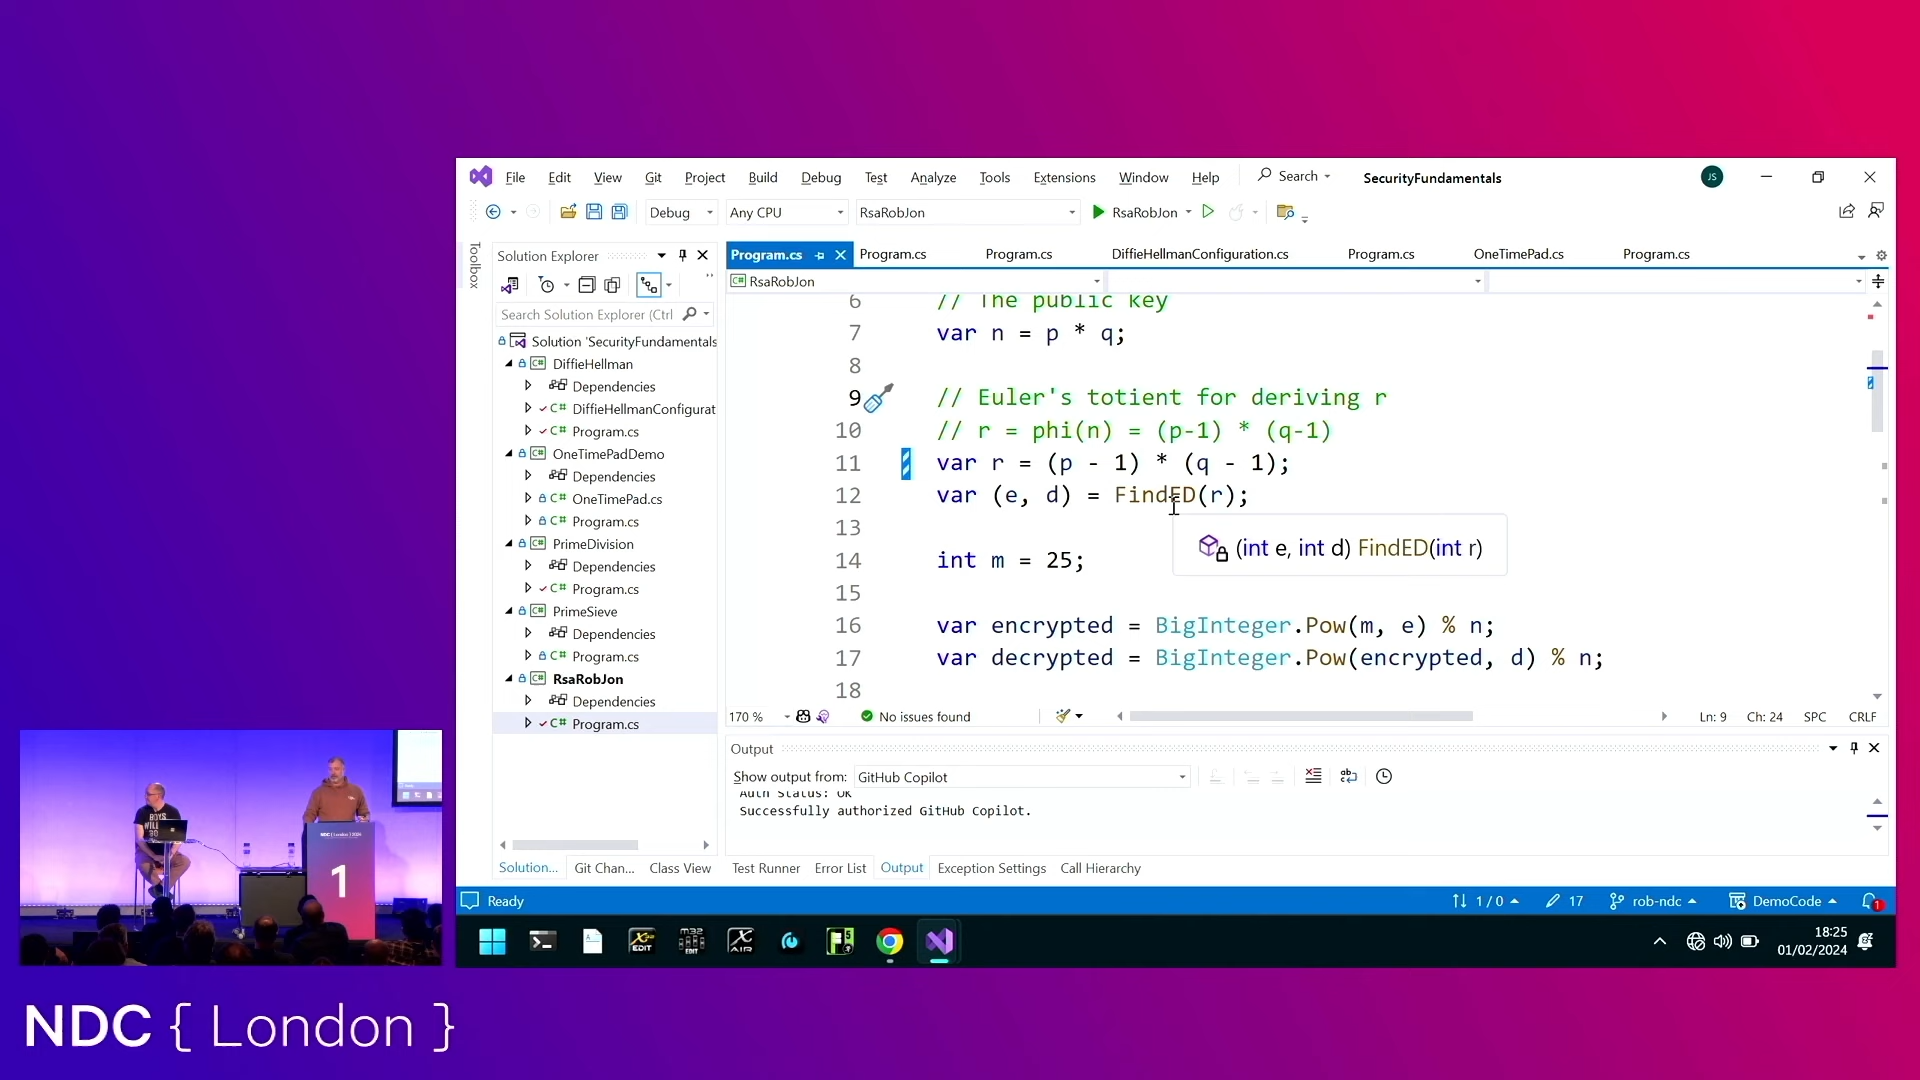 File Edit View Git Project Build Debug Test Analyze Tools Extensions Window Help Search SecurityFundamentals JS
Debug Any CPU RsaRobJon RsaRobJon
Toolbox
Solution Explorer
Search Solution Explorer (Ctrl
Solution 'SecurityFundamentals
DiffieHellman
Dependencies
C# DiffieHellmanConfigurat
C# Program.cs
OneTimePadDemo
Dependencies
C# OneTimePad.cs
C# Program.cs
PrimeDivision
Dependencies
C# Program.cs
PrimeSieve
Dependencies
C# Program.cs
RsaRobJon
Dependencies
C# Program.cs
Solution... Git Chan... Class View
Program.cs Program.cs Program.cs DiffieHellmanConfiguration.cs Program.cs OneTimePad.cs Program.cs
RsaRobJon
6 // The public key
7 var n = p * q;
8
9 // Euler's totient for deriving r
10 // r = phi(n) = (p-1) * (q-1)
11 var r = (p - 1) * (q - 1);
12 var (e, d) = FindED(r);
13
(int e, int d) FindED(int r)
14 int m = 25;
15
16 var encrypted = BigInteger.Pow(m, e) % n;
17 var decrypted = BigInteger.Pow(encrypted, d) % n;
18
170 % No issues found Ln: 9 Ch: 24 SPC CRLF
Output
Show output from: GitHub Copilot
Auth Status: OK
Successfully authorized GitHub Copilot.
Test Runner Error List Output Exception Settings Call Hierarchy
Ready 1 / 0 17 rob-ndc DemoCode 1
18:25
01/02/2024
1
NDC { London }